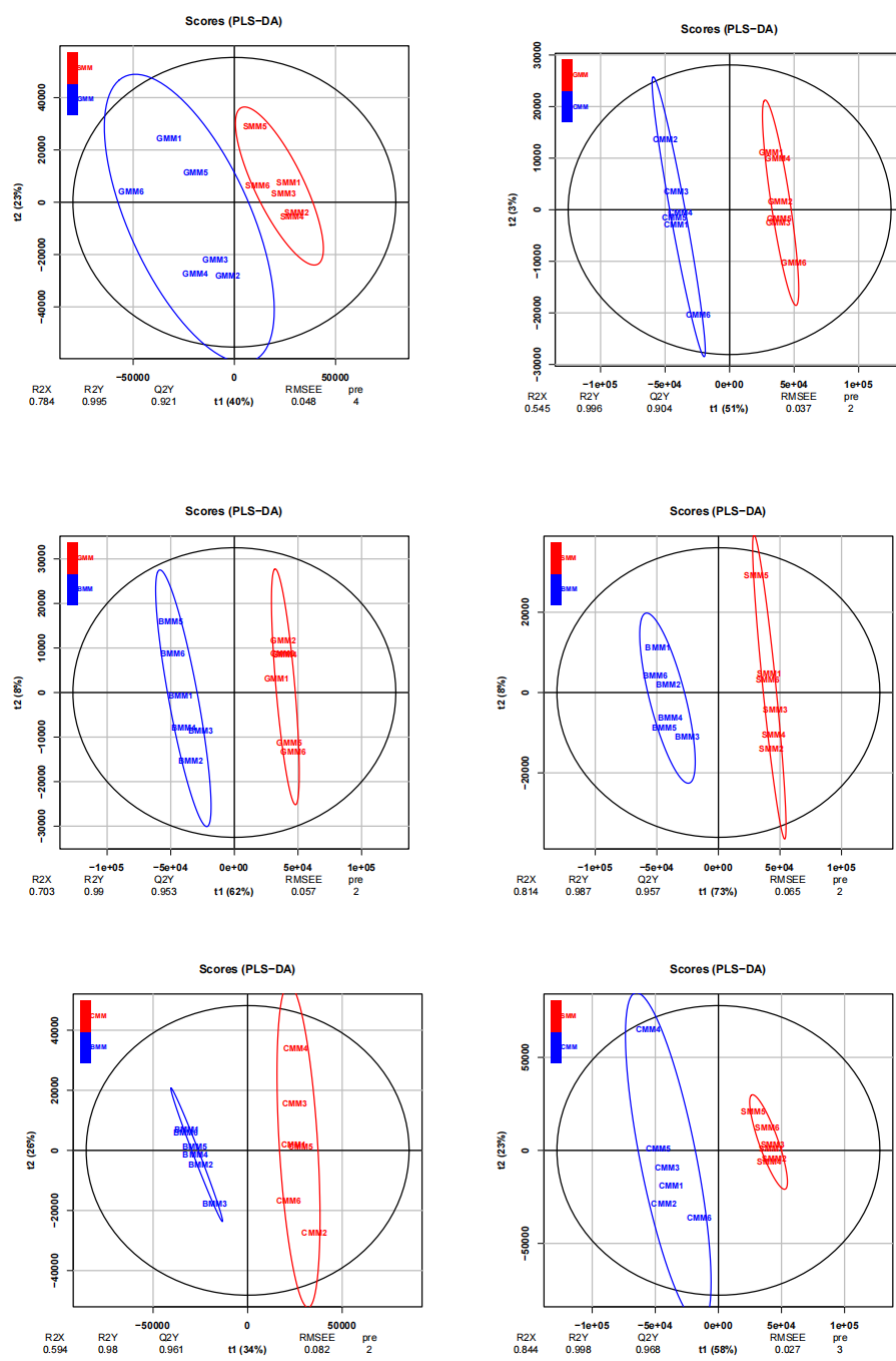 Scores (PLS−DA)
SMM
GMM
t2 (23%)
40000
20000
0
−20000
−40000
SMM5
GMM1
GMM5
SMM6
SMM1
GMM6
SMM3
SMM2
SMM4
GMM3
GMM4
GMM2
−50000 0 50000
R2X R2Y Q2Y RMSEE pre
0.784 0.995 0.921 t1 (40%) 0.048 4
Scores (PLS−DA)
GMM
CMM
t2 (3%)
30000
20000
10000
0
−10000
−20000
−30000
CMM2
GMM1
GMM4
CMM3
GMM2
CMM4
CMM5
GMM5
CMM1
GMM3
GMM6
CMM6
−1e+05 −5e+04 0e+00 5e+04 1e+05
R2X R2Y Q2Y RMSEE pre
0.545 0.996 0.904 t1 (51%) 0.037 2
Scores (PLS−DA)
GMM
BMM
t2 (8%)
30000
20000
10000
0
−10000
−20000
−30000
BMM5
GMM2
BMM6
GMM4
GMM1
BMM1
BMM4
BMM3
GMM6
BMM2
−1e+05 −5e+04 0e+00 5e+04 1e+05
R2X R2Y Q2Y RMSEE pre
0.703 0.99 0.953 t1 (62%) 0.057 2
Scores (PLS−DA)
SMM
BMM
t2 (8%)
20000
0
−20000
SMM5
BMM1
SMM1
BMM6
SMM6
BMM2
SMM3
BMM4
BMM5
SMM4
BMM3
SMM2
−1e+05 −5e+04 0e+00 5e+04 1e+05
R2X R2Y Q2Y RMSEE pre
0.814 0.987 0.957 t1 (73%) 0.065 2
Scores (PLS−DA)
CMM
BMM
t2 (26%)
40000
20000
0
−20000
−40000
CMM4
CMM3
BMM1
BMM6
BMM5
CMM1
CMM5
BMM4
BMM2
CMM6
BMM3
CMM2
−50000 0 50000
R2X R2Y Q2Y RMSEE pre
0.594 0.98 0.961 t1 (34%) 0.082 2
Scores (PLS−DA)
SMM
CMM
t2 (23%)
50000
0
−50000
CMM4
SMM5
SMM6
SMM3
CMM5
SMM2
SMM4
CMM3
CMM1
CMM2
CMM6
−1e+05 −5e+04 0e+00 5e+04 1e+05
R2X R2Y Q2Y RMSEE pre
0.844 0.998 0.968 t1 (58%) 0.027 3